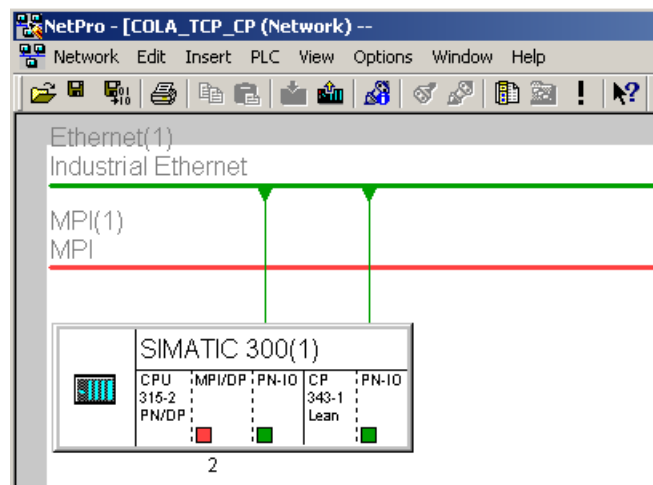 NetPro - [COLA_TCP_CP (Network) --
Network Edit Insert PLC View Options Window Help
Ethernet(1)
Industrial Ethernet
MPI(1)
MPI
SIMATIC 300(1)
CPU MPI/DP PN-IO CP PN-IO
315-2 343-1
PN/DP Lean
2